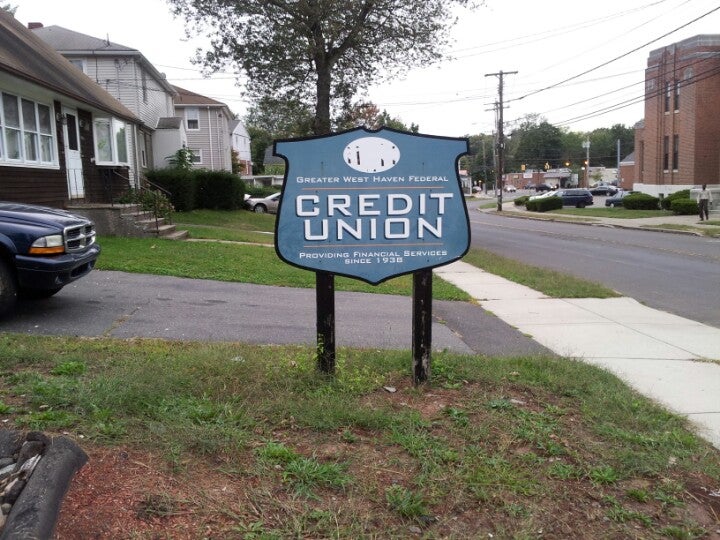 Greater West Haven Federal
CREDIT
UNION
Providing Financial Services
since 1938